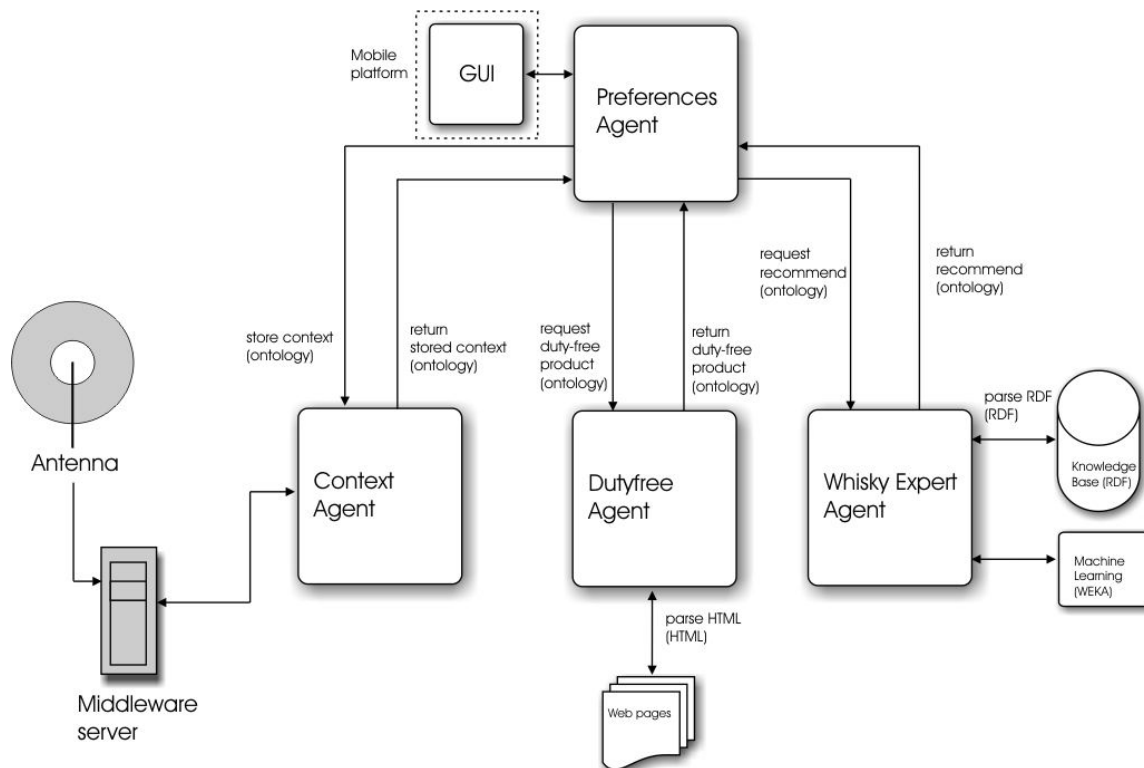 Mobile
platform
GUI
Preferences
Agent
store context
(ontology)
return
stored context
(ontology)
request
duty-free
product
(ontology)
return
duty-free
product
(ontology)
request
recommend
(ontology)
return
recommend
(ontology)
Antenna
Context
Agent
Dutyfree
Agent
Whisky Expert
Agent
parse RDF
(RDF)
Knowledge
Base (RDF)
Machine
Learning
(WEKA)
parse HTML
(HTML)
Web pages
Middleware
server